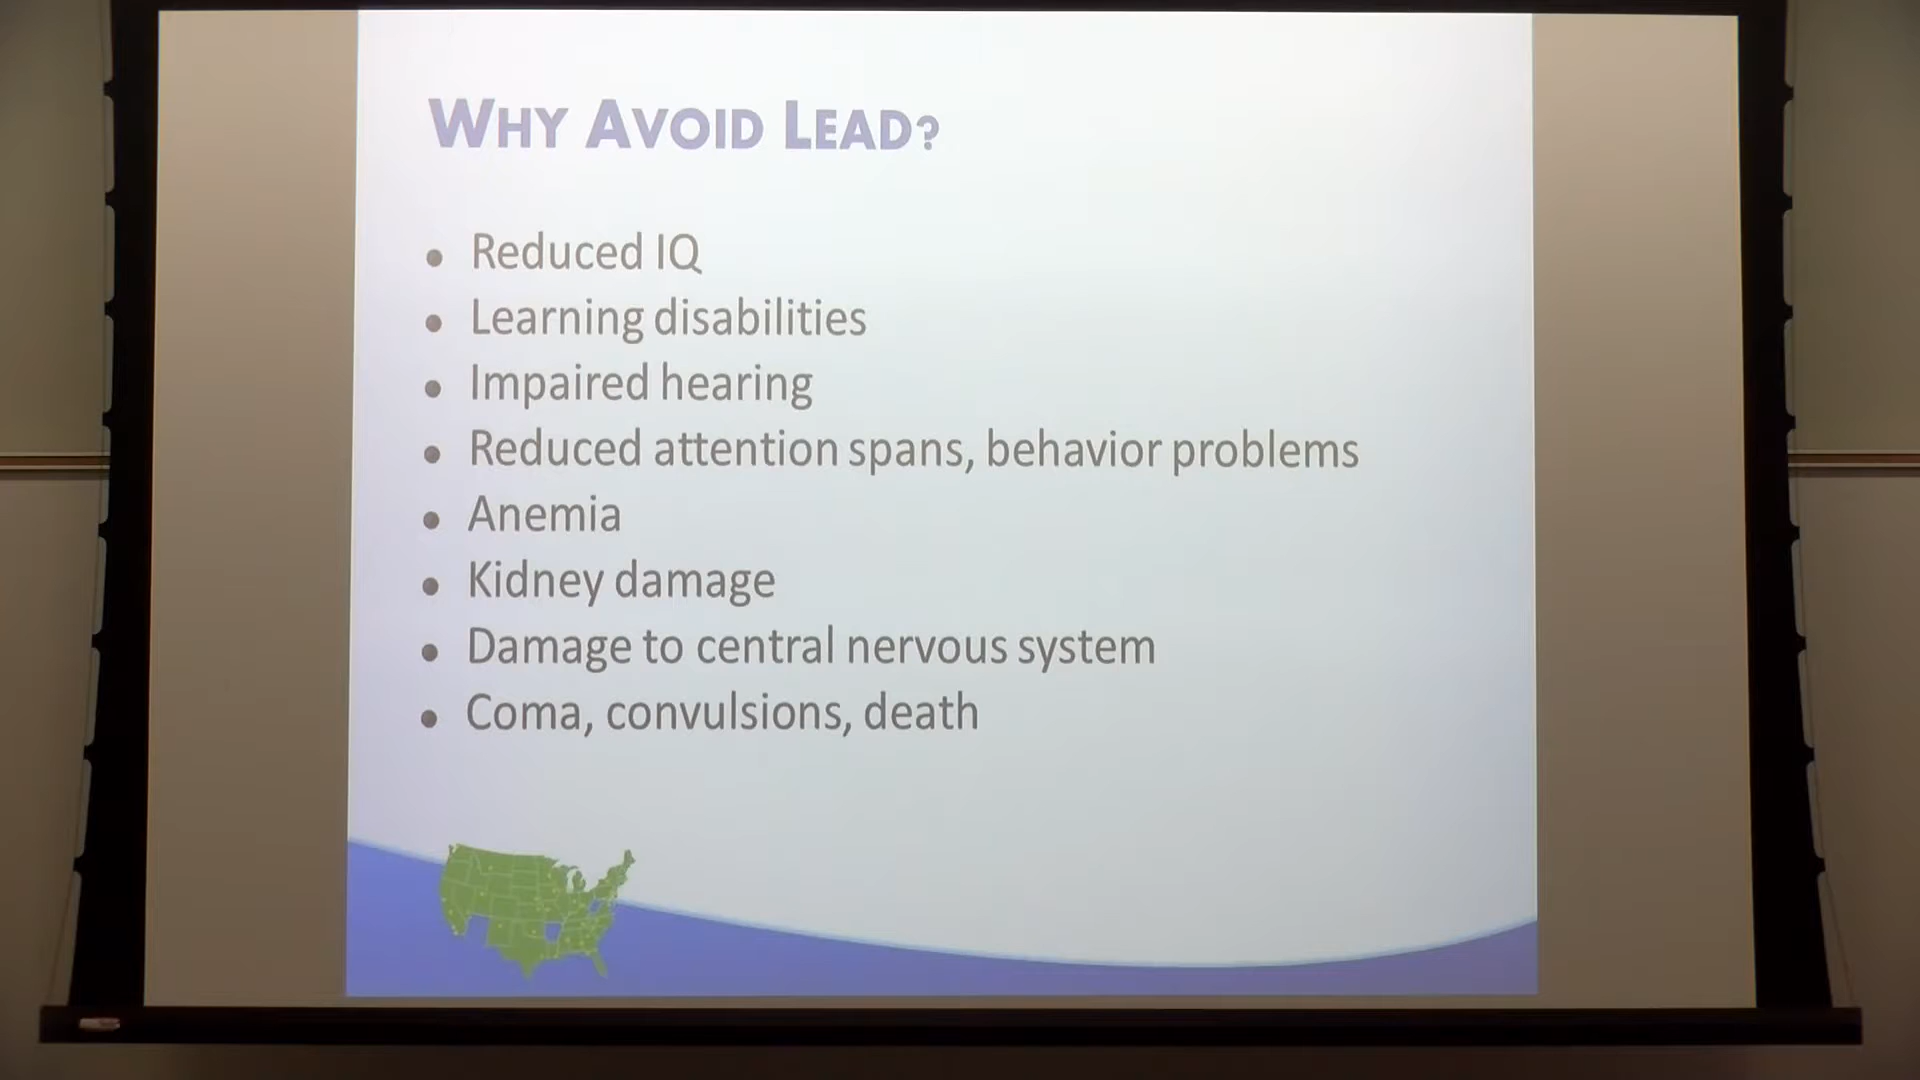 WHY AVOID LEAD?
Reduced IQ
Learning disabilities
Impaired hearing
Reduced attention spans, behavior problems
Anemia
Kidney damage
Damage to central nervous system
Coma, convulsions, death